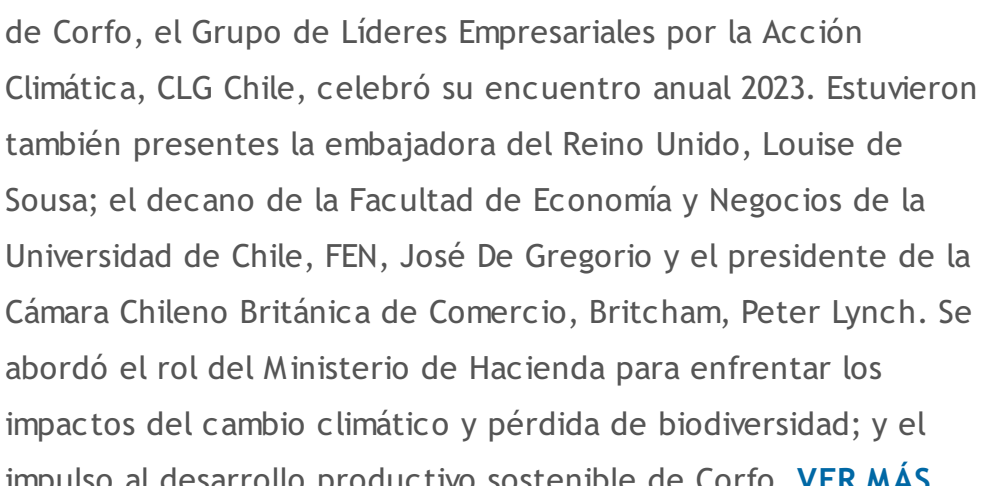 de Corfo, el Grupo de Líderes Empresariales por la Acción
Climática, CLG Chile, celebró su encuentro anual 2023. Estuvieron
también presentes la embajadora del Reino Unido, Louise de
Sousa; el decano de la Facultad de Economía y Negocios de la
Universidad de Chile, FEN, José De Gregorio y el presidente de la
Cámara Chileno Británica de Comercio, Britcham, Peter Lynch. Se
abordó el rol del Ministerio de Hacienda para enfrentar los
impactos del cambio climático y pérdida de biodiversidad; y el
impulso al desarrollo productivo sostenible de Corfo. VER MÁS